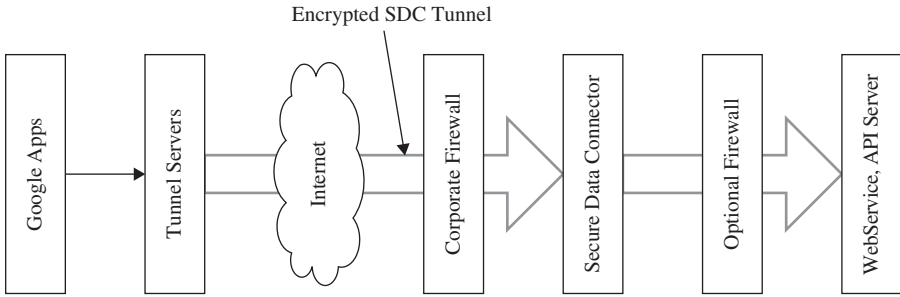 Encrypted SDC Tunnel
Google Apps
Tunnel Servers
Internet
Corporate Firewall
Secure Data Connector
Optional Firewall
WebService, API Server